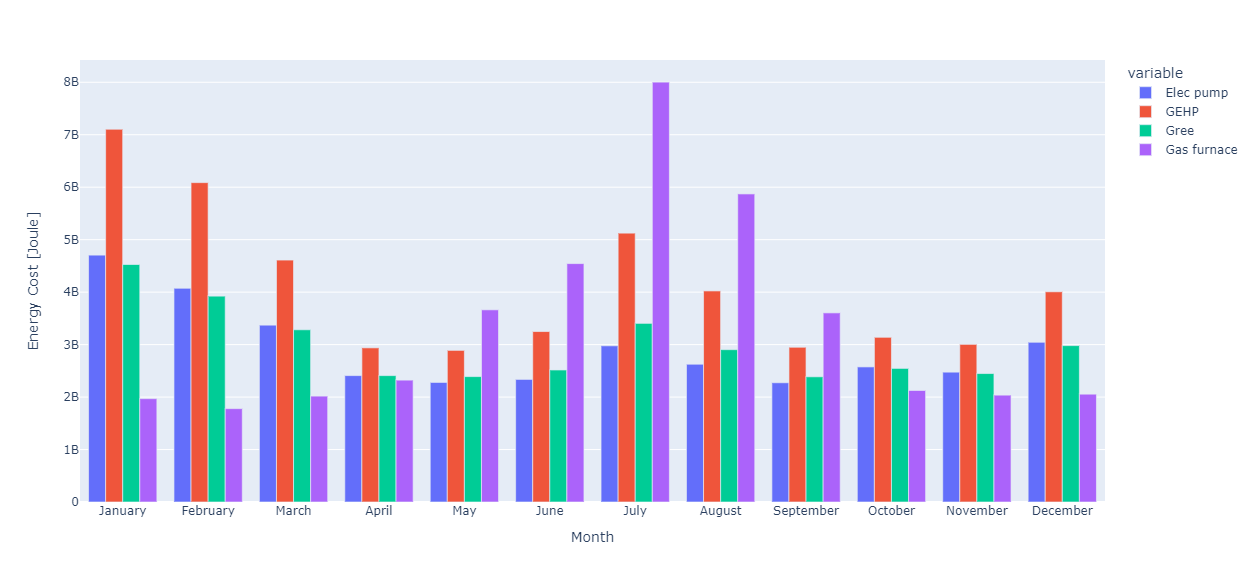 variable
Elec pump
GEHP
Gree
Gas furnace
Energy Cost [Joule]
8B
7B
6B
5B
4B
3B
2B
1B
0
January February March April May June July August September October November December
Month